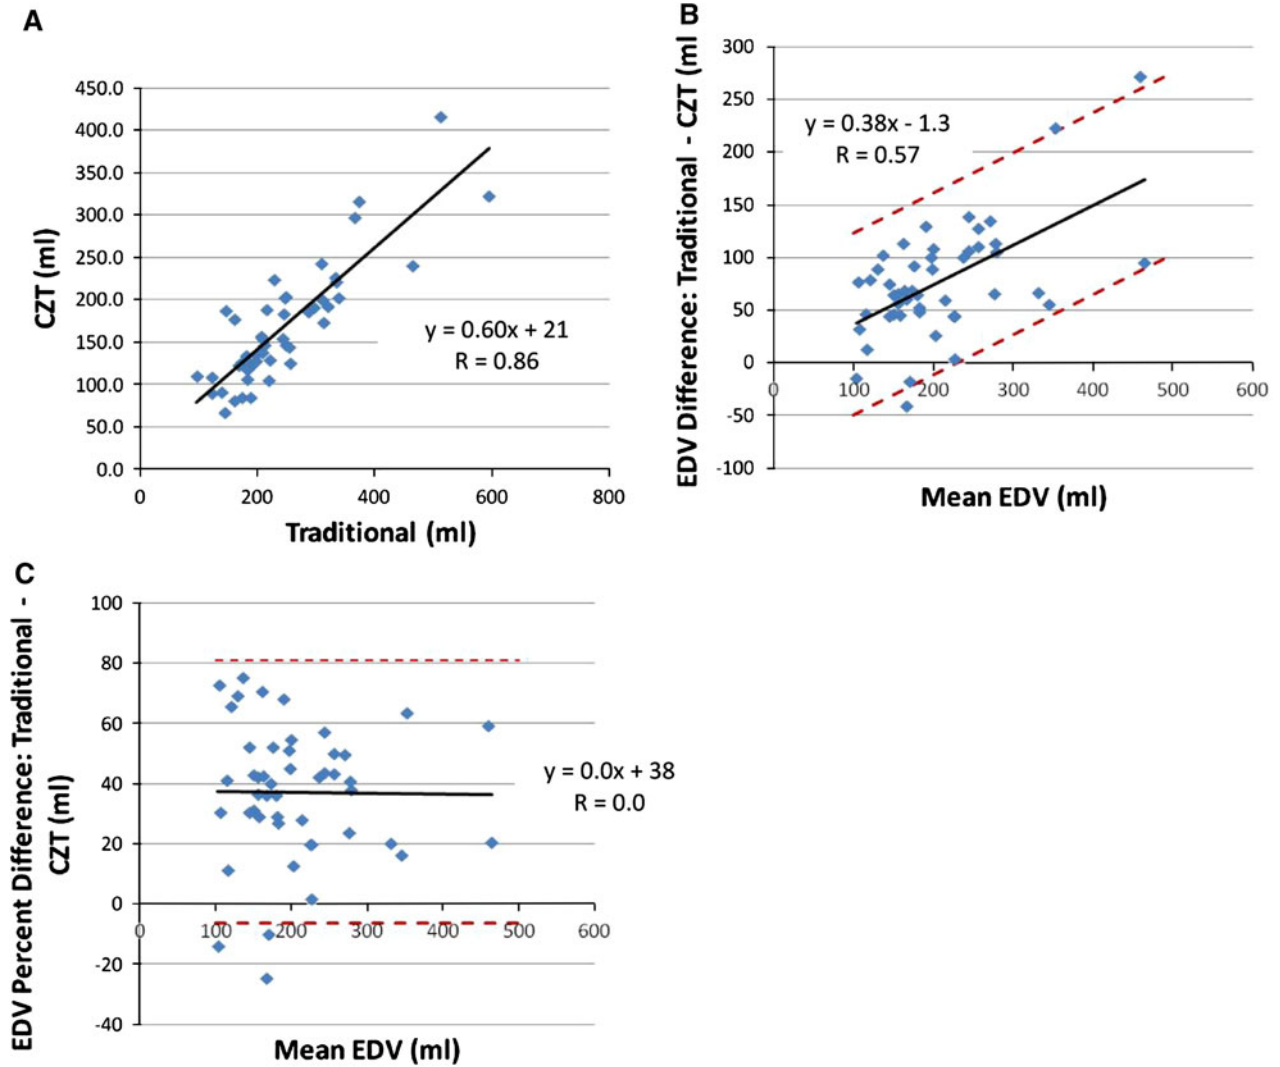 A
450.0
400.0
350.0
300.0
250.0
200.0
150.0
100.0
50.0
0.0
CZT (ml)
y = 0.60x + 21
R = 0.86
0 200 400 600 800
Traditional (ml)
B
EDV Difference: Traditional - CZT (ml
300
250
200
150
100
50
0
-50
-100
y = 0.38x - 1.3
R = 0.57
0 100 200 300 400 500 600
Mean EDV (ml)
C
EDV Percent Difference: Traditional -
CZT (ml)
100
80
60
40
20
0
-20
-40
y = 0.0x + 38
R = 0.0
0 100 200 300 400 500 600
Mean EDV (ml)